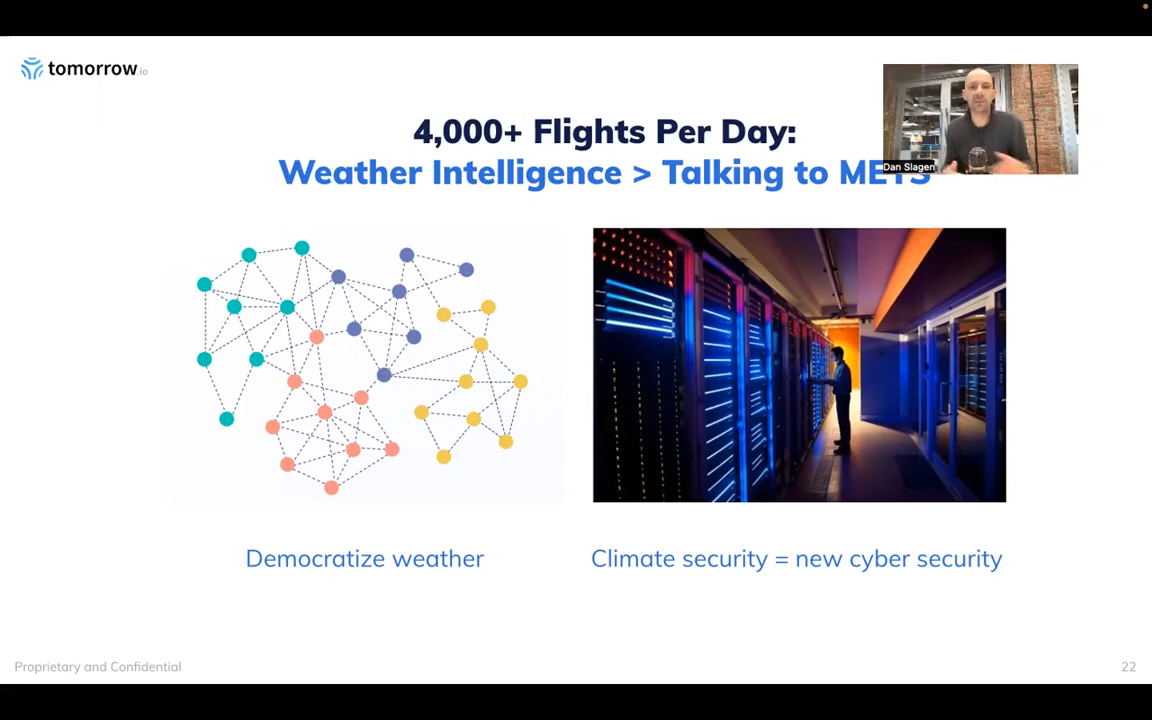 tomorrow.io
4,000+ Flights Per Day:
Weather Intelligence > Talking to METS
Dan Slagen
Democratize weather
Climate security = new cyber security
Proprietary and Confidential
22